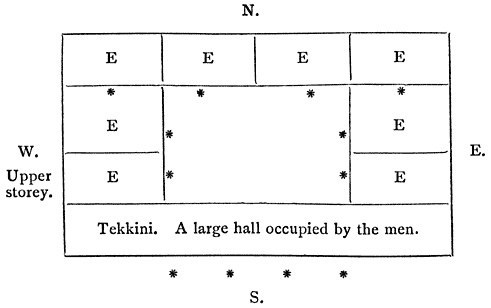 N.
E E E E
* * * *
E * * E
W. E.
Upper E * * E
storey.
Tekkini. A large hall occupied by the men.
* * * *
S.